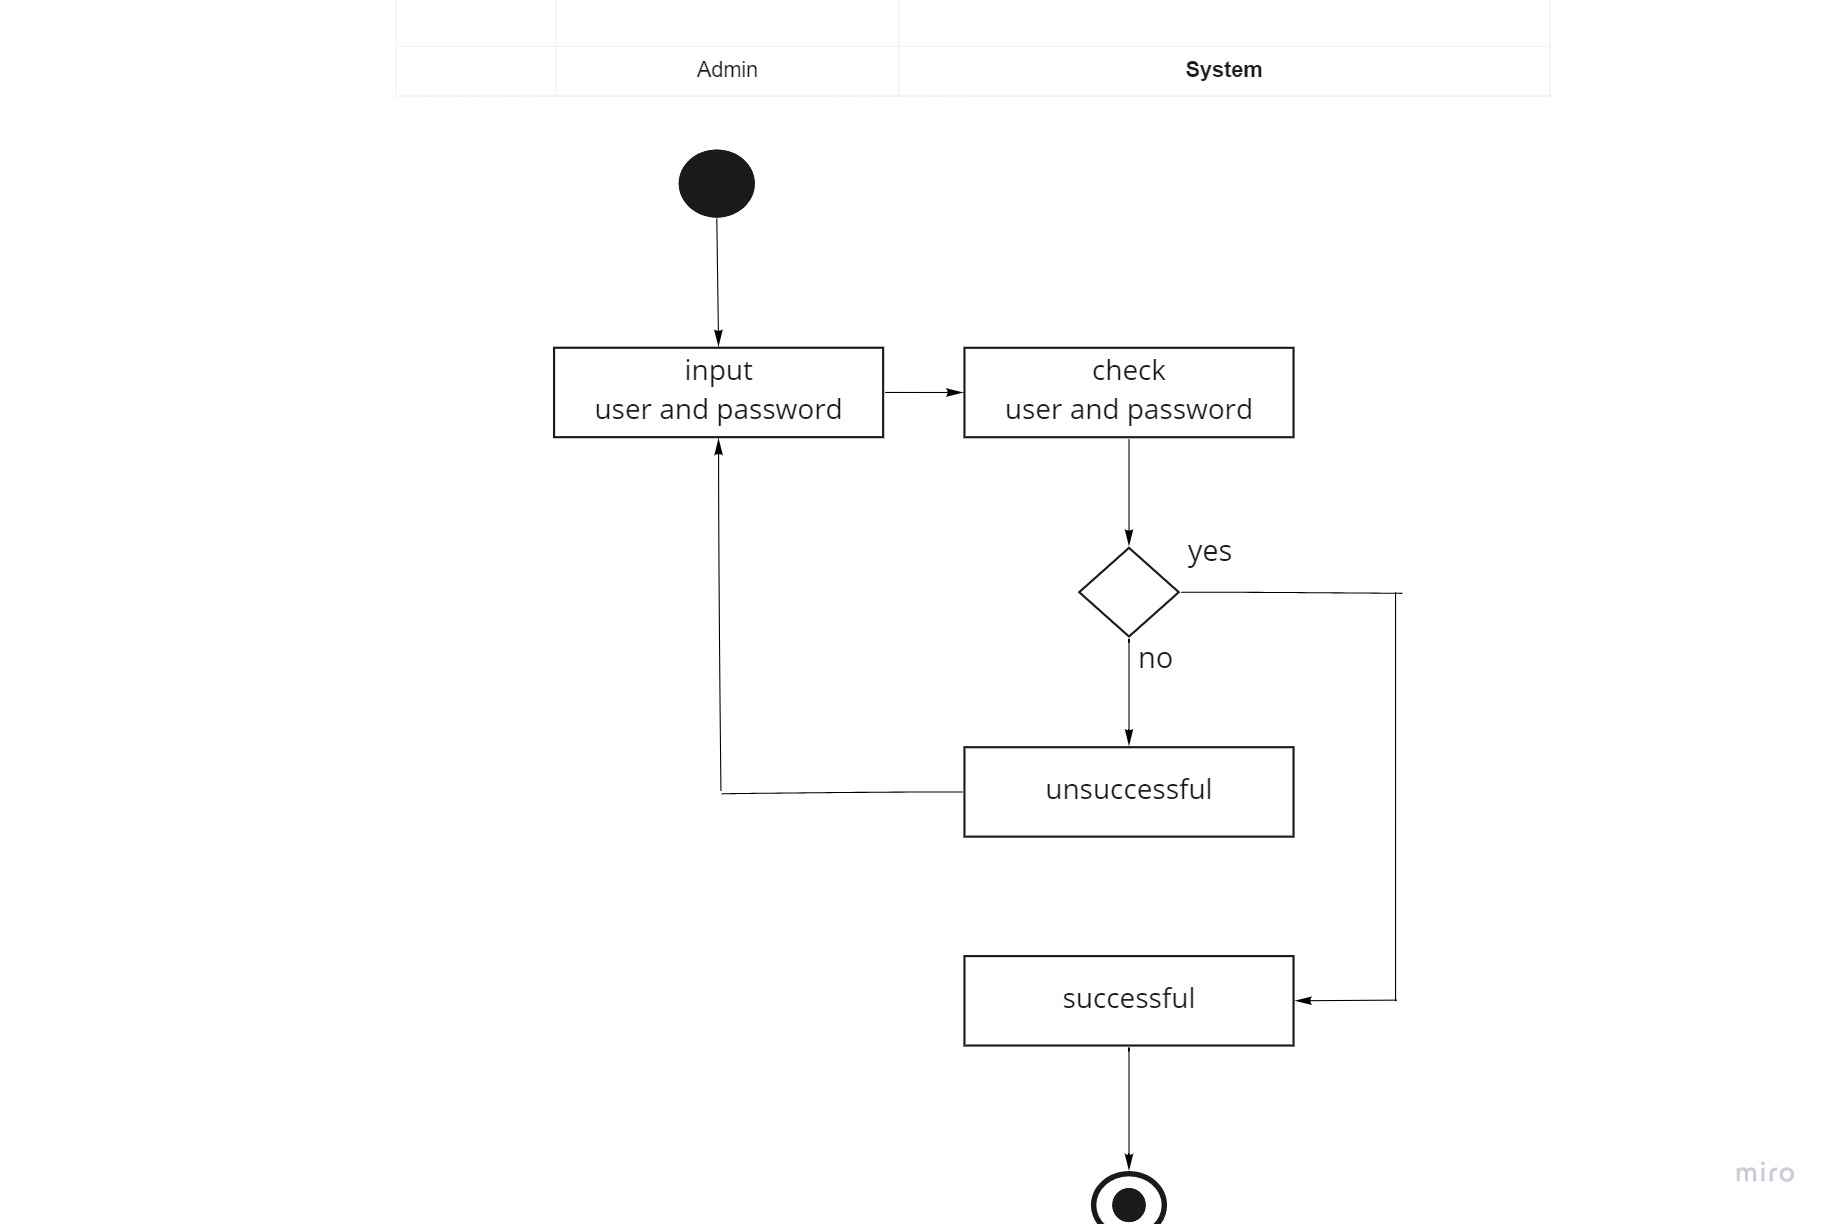 Admin
System
input
user and password
check
user and password
yes
no
unsuccessful
successful
miro